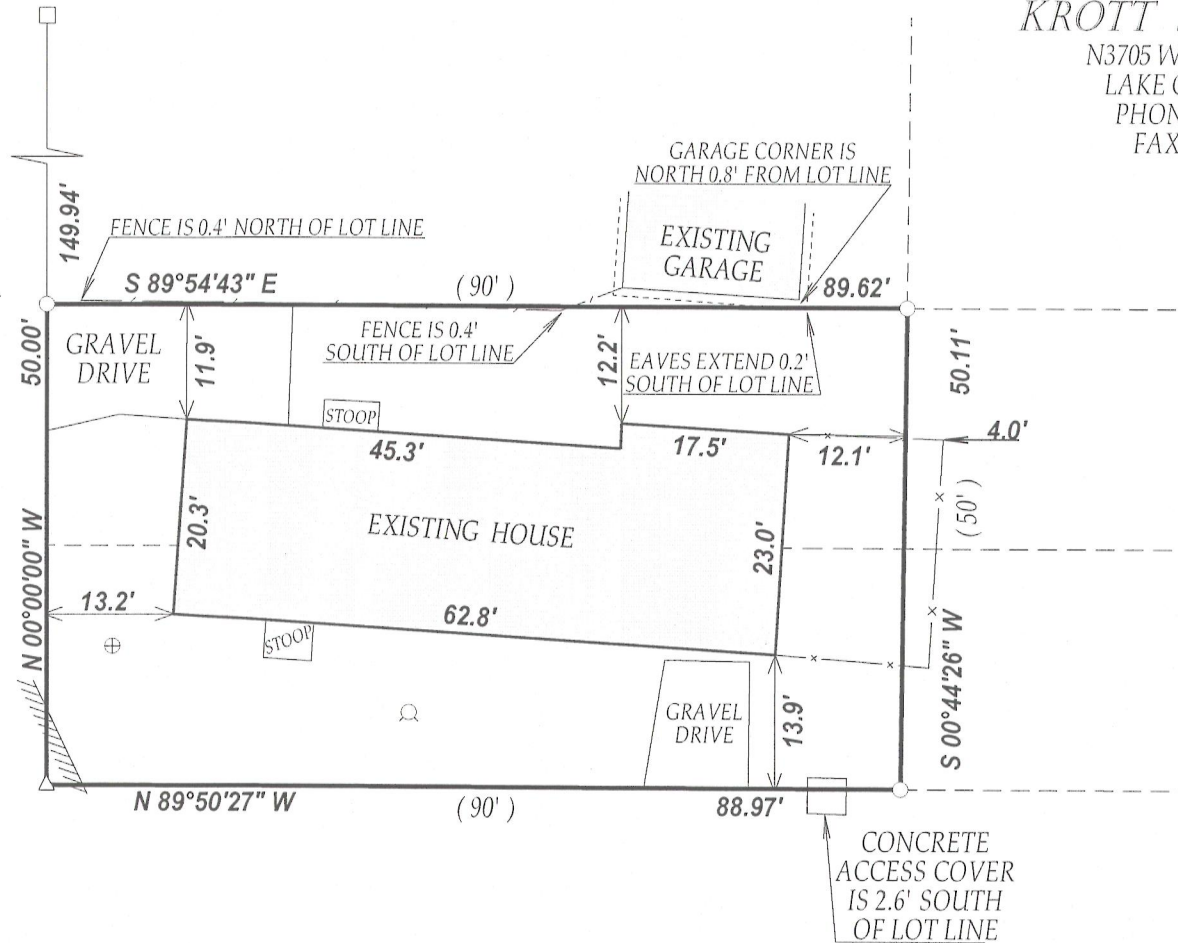 KROTT
N3705 W
LAKE
PHON
FAX
GARAGE CORNER IS
NORTH 0.8' FROM LOT LINE
149.94'
FENCE IS 0.4' NORTH OF LOT LINE
EXISTING
GARAGE
S 89°54'43" E
( 90' )
89.62'
50.00'
GRAVEL
DRIVE
11.9'
FENCE IS 0.4'
SOUTH OF LOT LINE
12.2'
EAVES EXTEND 0.2'
SOUTH OF LOT LINE
50.11'
STOOP
45.3'
17.5'
12.1'
4.0'
20.3'
EXISTING HOUSE
23.0'
( 50' )
N 00°00'00" W
13.2'
62.8'
STOOP
GRAVEL
DRIVE
13.9'
S 00°44'26" W
N 89°50'27" W
( 90' )
88.97'
CONCRETE
ACCESS COVER
IS 2.6' SOUTH
OF LOT LINE